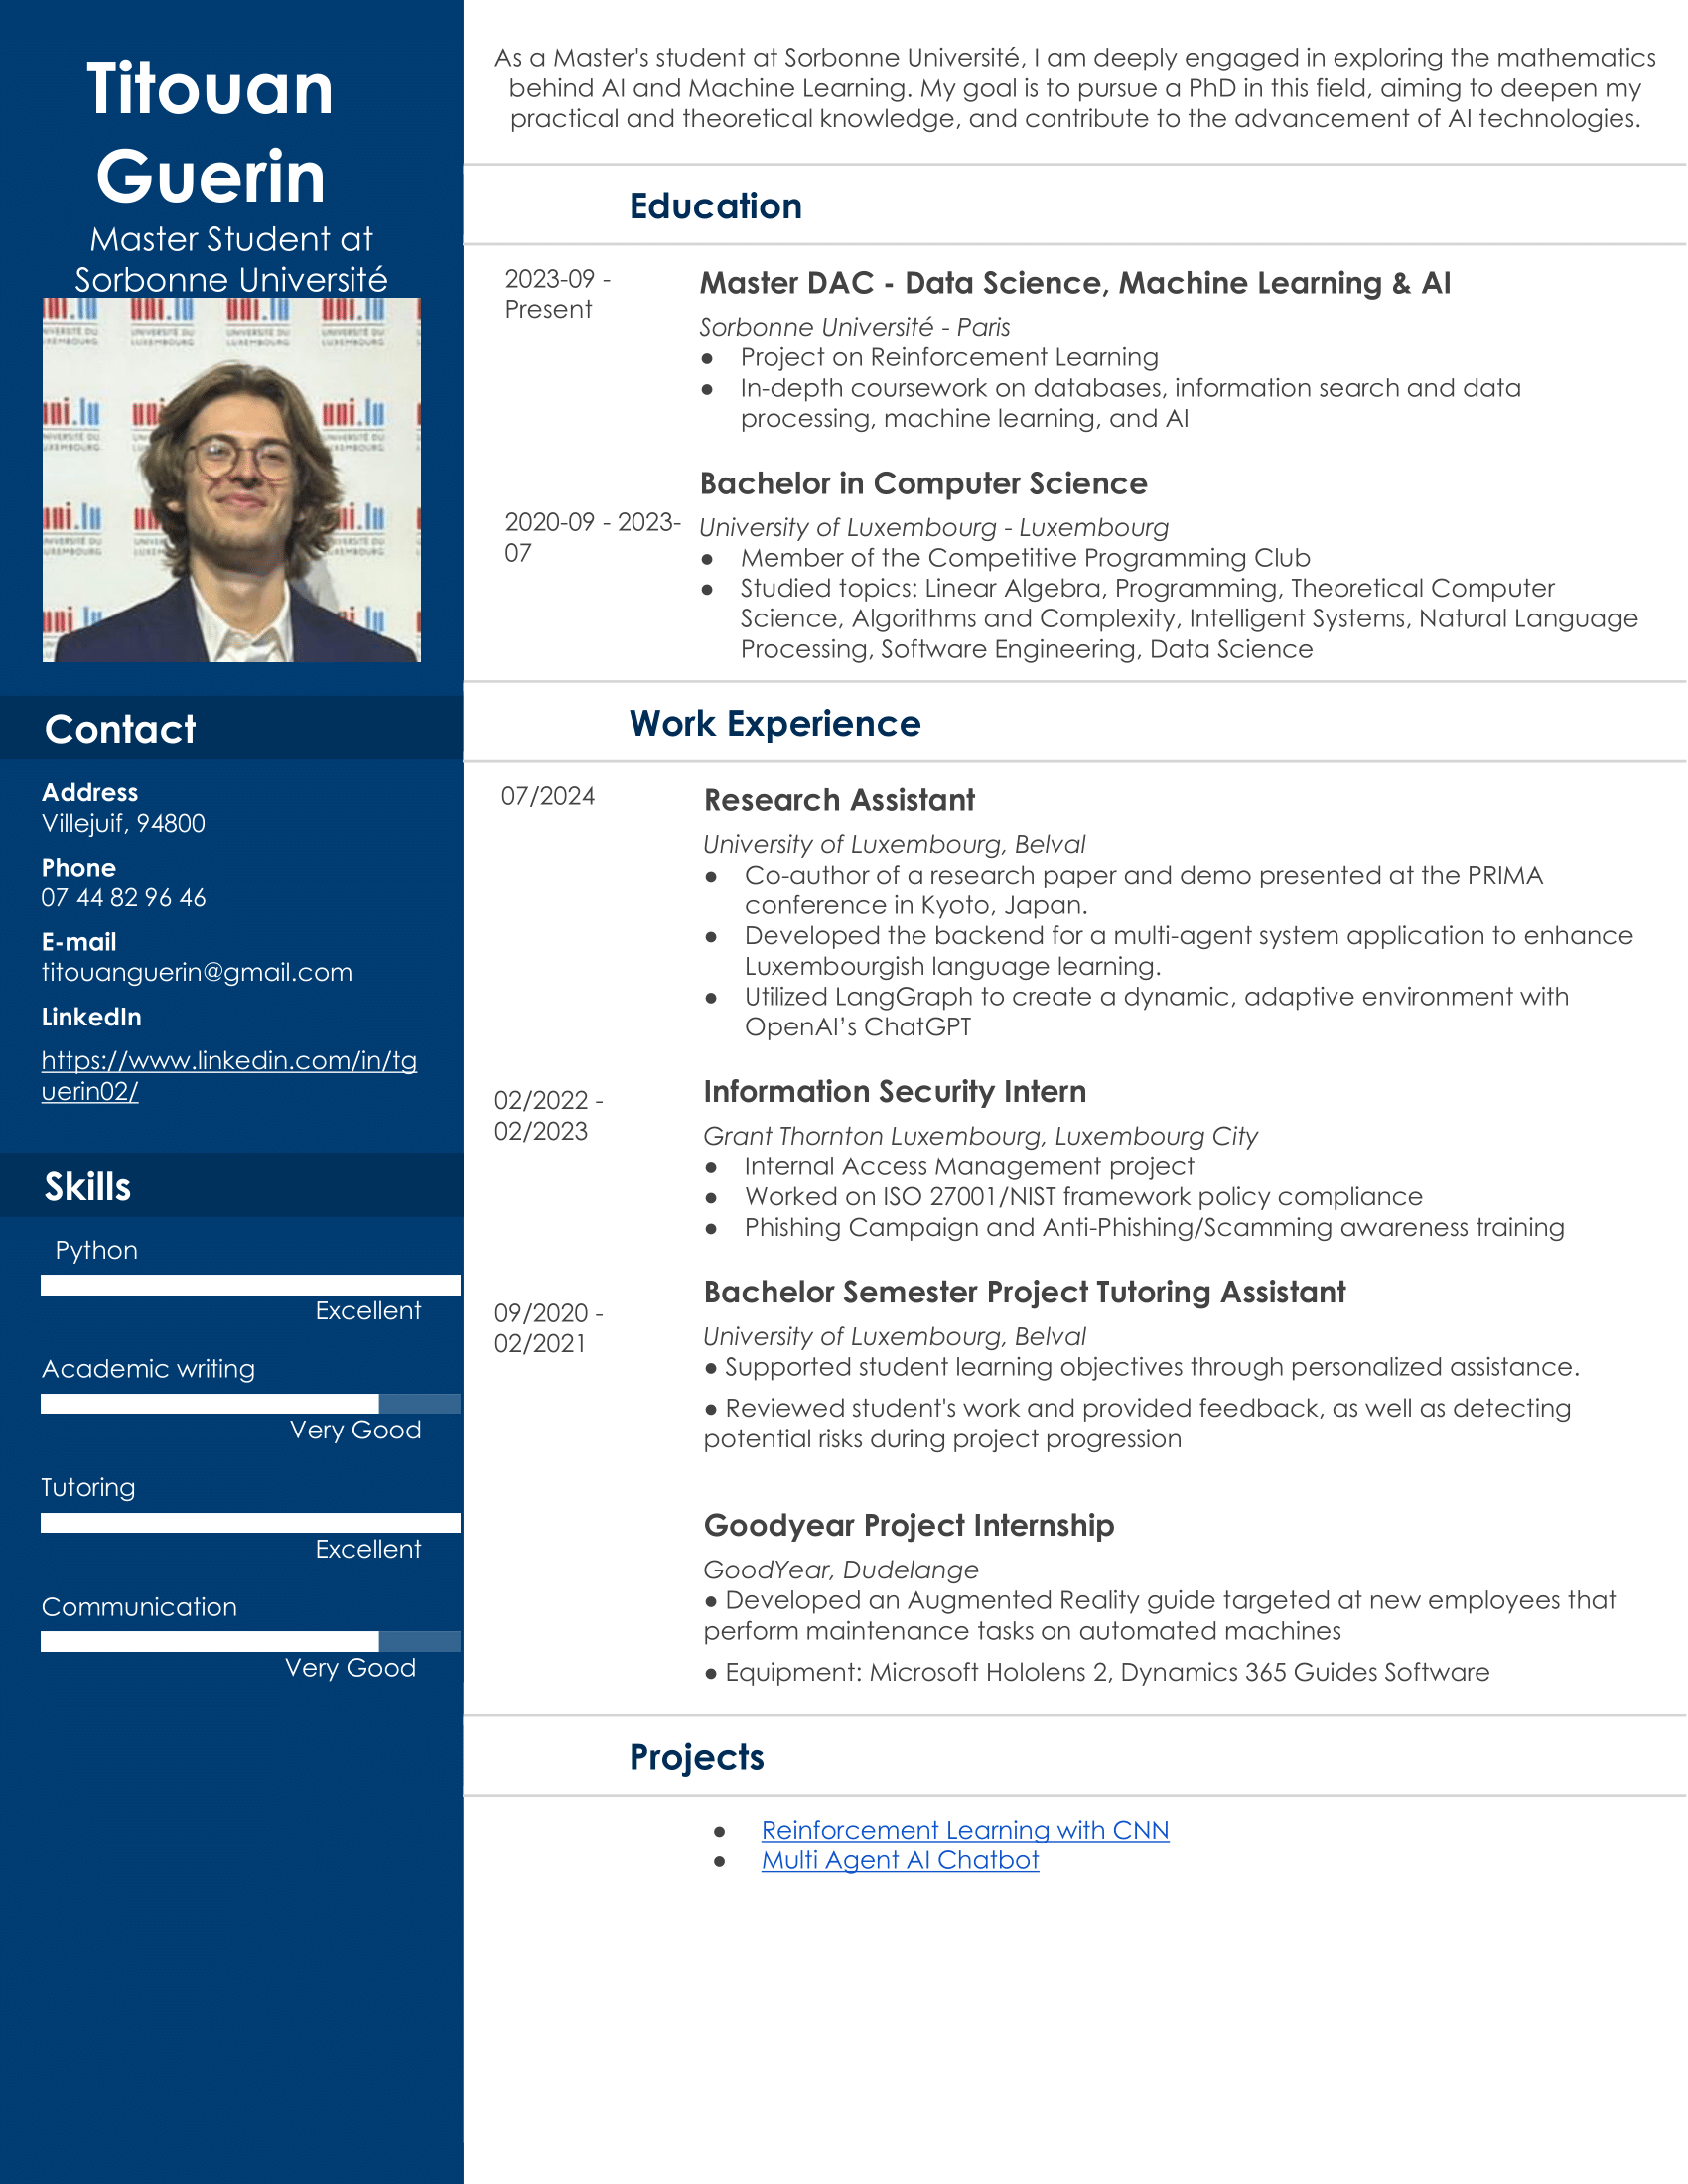 Titouan
Guerin
Master Student at
Sorbonne Université
uni.lu
UNIVERSITÉ DU
LUXEMBOURG
Contact
Address
Villejuif, 94800
Phone
07 44 82 96 46
E-mail
titouanguerin@gmail.com
LinkedIn
https://www.linkedin.com/in/tg
uerin02/
Skills
Python
Excellent
Academic writing
Very Good
Tutoring
Excellent
Communication
Very Good
As a Master's student at Sorbonne Université, I am deeply engaged in exploring the mathematics
behind AI and Machine Learning. My goal is to pursue a PhD in this field, aiming to deepen my
practical and theoretical knowledge, and contribute to the advancement of AI technologies.
Education
2023-09 -
Present
Master DAC - Data Science, Machine Learning & AI
Sorbonne Université - Paris
● Project on Reinforcement Learning
● In-depth coursework on databases, information search and data
processing, machine learning, and AI
Bachelor in Computer Science
2020-09 - 2023-
07
University of Luxembourg - Luxembourg
● Member of the Competitive Programming Club
● Studied topics: Linear Algebra, Programming, Theoretical Computer
Science, Algorithms and Complexity, Intelligent Systems, Natural Language
Processing, Software Engineering, Data Science
Work Experience
07/2024
Research Assistant
University of Luxembourg, Belval
● Co-author of a research paper and demo presented at the PRIMA
conference in Kyoto, Japan.
● Developed the backend for a multi-agent system application to enhance
Luxembourgish language learning.
● Utilized LangGraph to create a dynamic, adaptive environment with
OpenAI’s ChatGPT
02/2022 -
02/2023
Information Security Intern
Grant Thornton Luxembourg, Luxembourg City
● Internal Access Management project
● Worked on ISO 27001/NIST framework policy compliance
● Phishing Campaign and Anti-Phishing/Scamming awareness training
09/2020 -
02/2021
Bachelor Semester Project Tutoring Assistant
University of Luxembourg, Belval
● Supported student learning objectives through personalized assistance.
● Reviewed student's work and provided feedback, as well as detecting
potential risks during project progression
Goodyear Project Internship
GoodYear, Dudelange
● Developed an Augmented Reality guide targeted at new employees that
perform maintenance tasks on automated machines
● Equipment: Microsoft Hololens 2, Dynamics 365 Guides Software
Projects
● Reinforcement Learning with CNN
● Multi Agent AI Chatbot